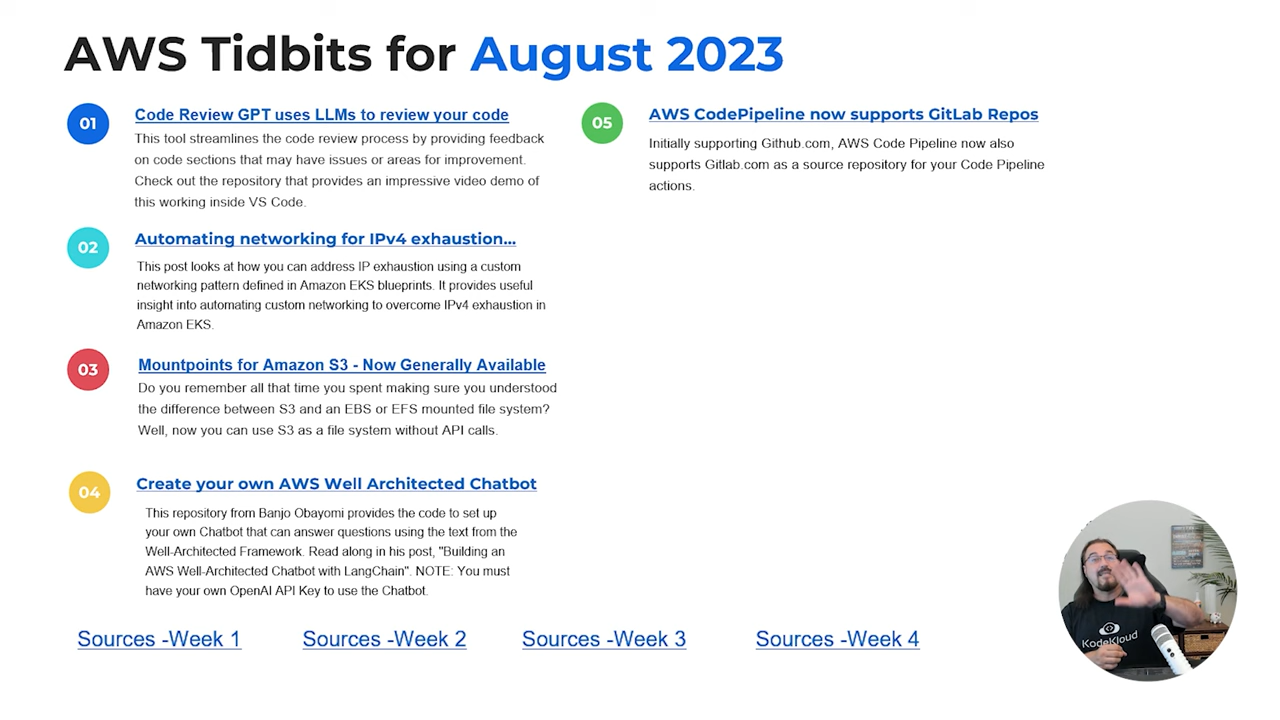 AWS Tidbits for August 2023
01
Code Review GPT uses LLMs to review your code
This tool streamlines the code review process by providing feedback
on code sections that may have issues or areas for improvement.
Check out the repository that provides an impressive video demo of
this working inside VS Code.
02
Automating networking for IPv4 exhaustion...
This post looks at how you can address IP exhaustion using a custom
networking pattern defined in Amazon EKS blueprints. It provides useful
insight into automating custom networking to overcome IPv4 exhaustion in
Amazon EKS.
03
Mountpoints for Amazon S3 - Now Generally Available
Do you remember all that time you spent making sure you understood
the difference between S3 and an EBS or EFS mounted file system?
Well, now you can use S3 as a file system without API calls.
04
Create your own AWS Well Architected Chatbot
This repository from Banjo Obayomi provides the code to set up
your own Chatbot that can answer questions using the text from the
Well-Architected Framework. Read along in his post, "Building an
AWS Well-Architected Chatbot with LangChain". NOTE: You must
have your own OpenAI API Key to use the Chatbot.
05
AWS CodePipeline now supports GitLab Repos
Initially supporting Github.com, AWS Code Pipeline now also
supports Gitlab.com as a source repository for your Code Pipeline
actions.
Sources -Week 1
Sources -Week 2
Sources -Week 3
Sources -Week 4
KodeKloud